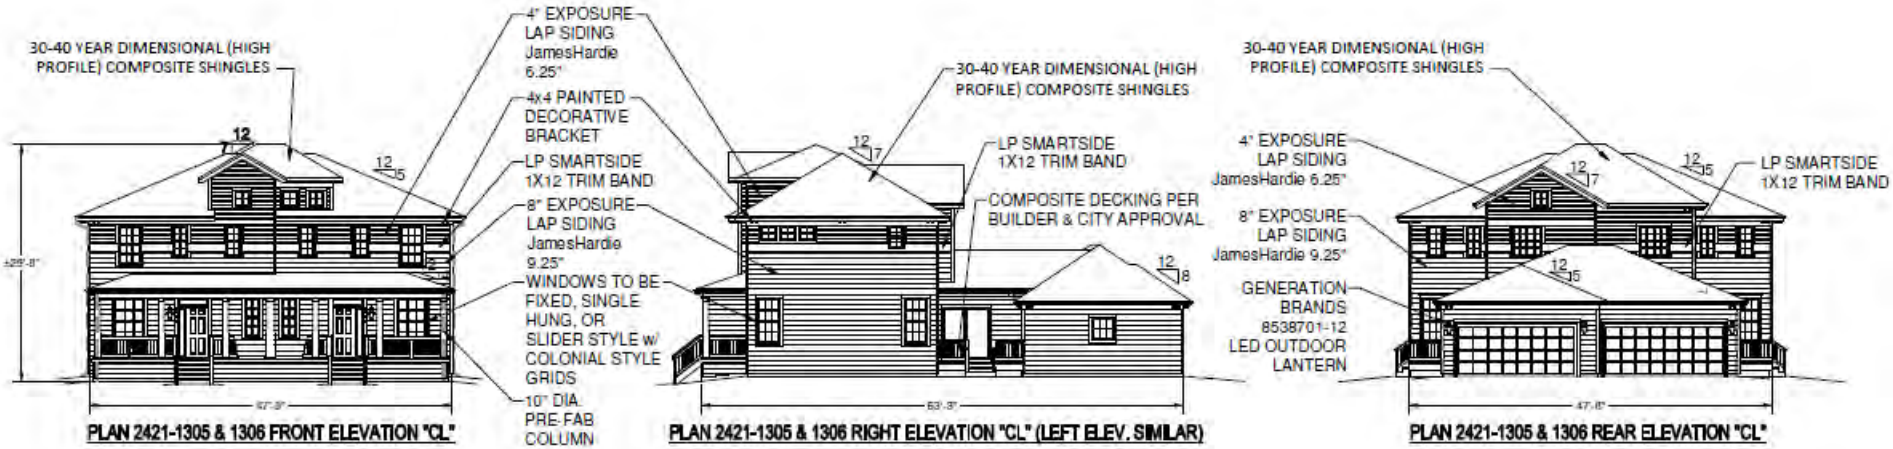 30-40 YEAR DIMENSIONAL (HIGH
PROFILE) COMPOSITE SHINGLES
12
7
12
5
4" EXPOSURE
LAP SIDING
JamesHardie
6.25"
4x4 PAINTED
DECORATIVE
BRACKET
LP SMARTSIDE
1X12 TRIM BAND
8" EXPOSURE
LAP SIDING
JamesHardie
9.25"
WINDOWS TO BE
FIXED, SINGLE
HUNG, OR
SLIDER STYLE w/
COLONIAL STYLE
GRIDS
10" DIA.
PRE-FAB
COLUMN
PLAN 2421-1305 & 1306 FRONT ELEVATION "CL"
30-40 YEAR DIMENSIONAL (HIGH
PROFILE) COMPOSITE SHINGLES
12
7
LP SMARTSIDE
1X12 TRIM BAND
COMPOSITE DECKING PER
BUILDER & CITY APPROVAL
12
8
PLAN 2421-1305 & 1306 RIGHT ELEVATION "CL" (LEFT ELEV. SIMILAR)
30-40 YEAR DIMENSIONAL (HIGH
PROFILE) COMPOSITE SHINGLES
4" EXPOSURE
LAP SIDING
JamesHardie 6.25"
8" EXPOSURE
LAP SIDING
JamesHardie 9.25"
GENERATION
BRANDS
8538701-12
LED OUTDOOR
LANTERN
12
7
12
5
12
5
LP SMARTSIDE
1X12 TRIM BAND
PLAN 2421-1305 & 1306 REAR ELEVATION "CL"